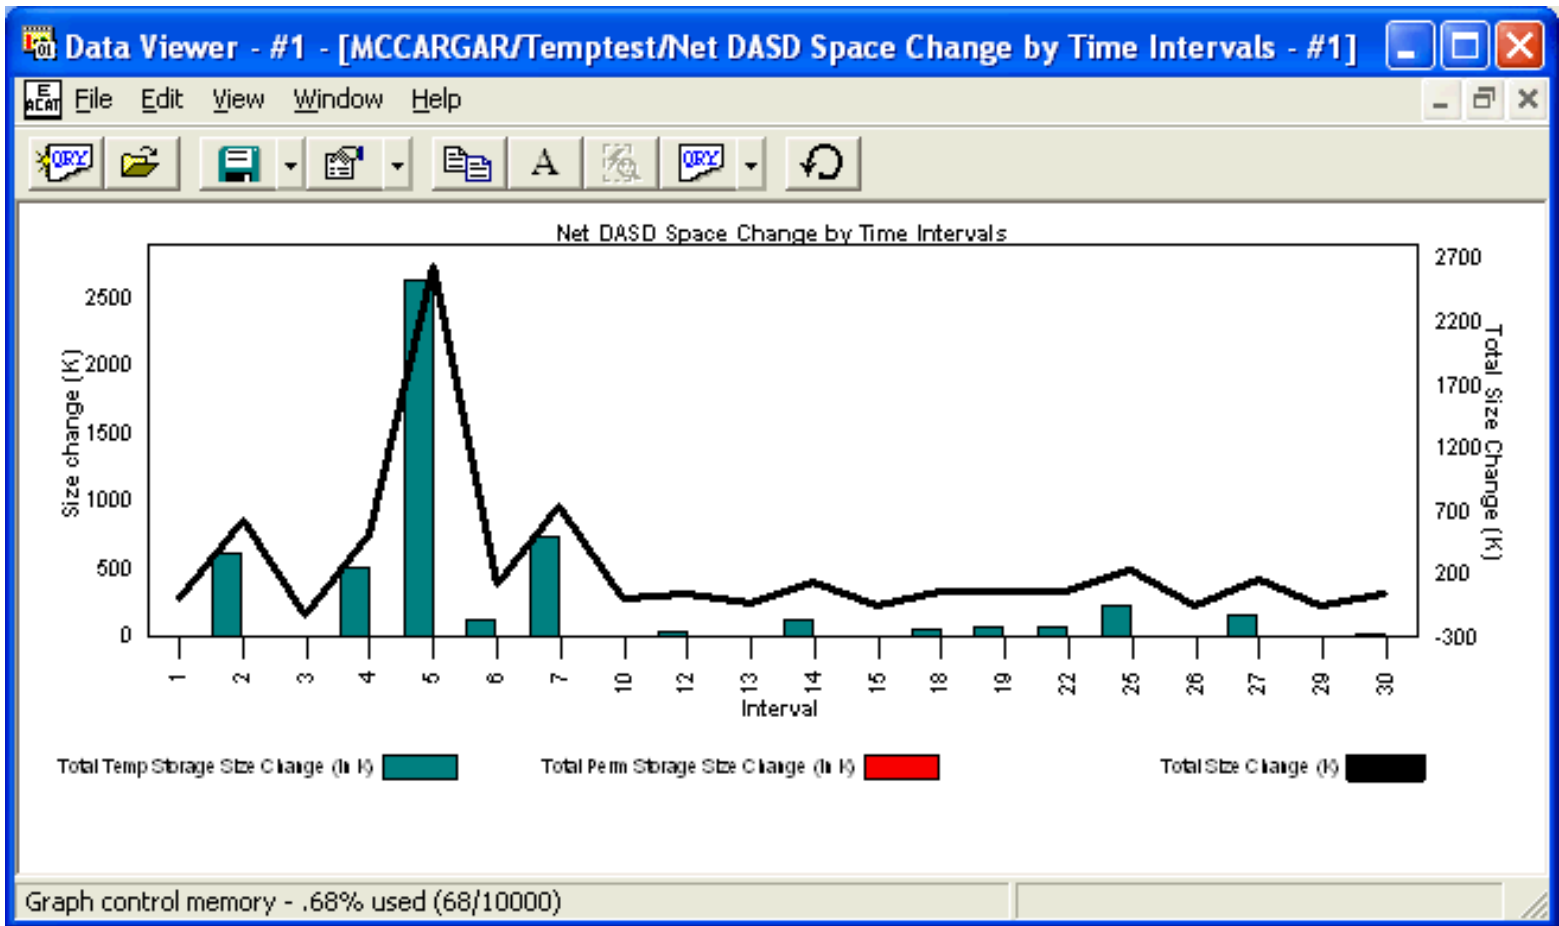 Data Viewer - #1 - [MCCARGAR/Temptest/Net DASD Space Change by Time Intervals - #1]
E
ACAT
File Edit View Window Help
QRY A QRY
Net DASD Space Change by Time Intervals
Size change (K)
2500
2000
1500
1000
500
0
2700
2200
1700
1200
700
200
-300
Total Size Change (K)
1 2 3 4 5 6 7 10 12 13 14 15 18 19 22 25 26 27 29 30
Interval
Total Temp Storage Size Change (In K) Total Perm Storage Size Change (In K) Total Size Change (K)
Graph control memory - .68% used (68/10000)